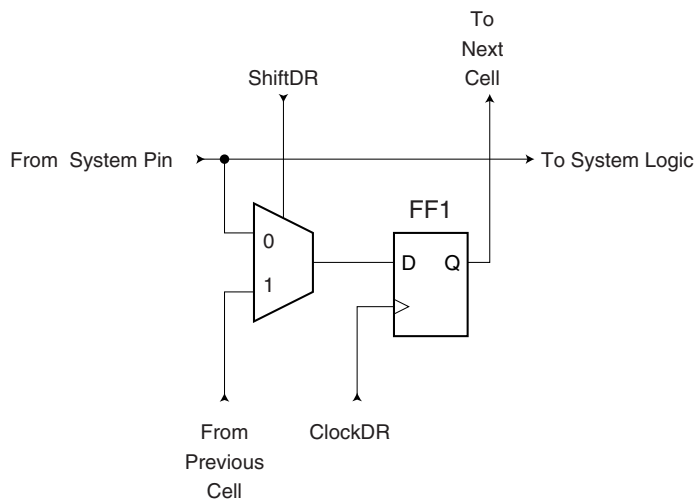 To
Next
Cell
ShiftDR
From System Pin
To System Logic
FF1
0
D Q
1
From
Previous
Cell
ClockDR